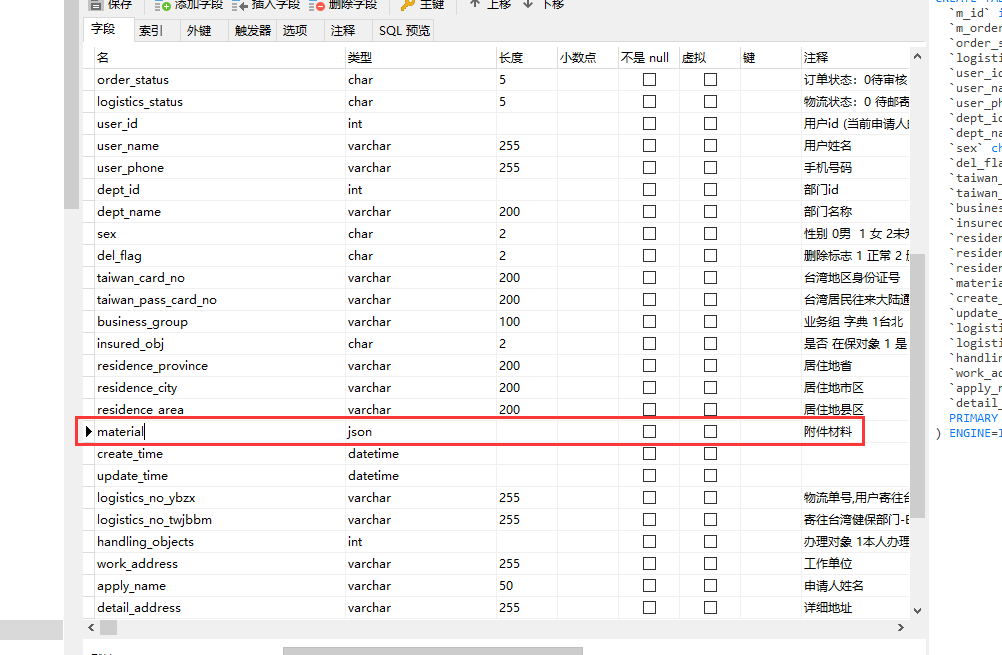 保存 添加字段 插入字段 删除字段 主键 上移 下移
字段 索引 外键 触发器 选项 注释 SQL 预览
名 类型 长度 小数点 不是 null 虚拟 键 注释
order_status char 5 订单状态：0待审核
logistics_status char 5 物流状态：0 待邮寄
user_id int 用户id (当前申请人
user_name varchar 255 用户姓名
user_phone varchar 255 手机号码
dept_id int 部门id
dept_name varchar 200 部门名称
sex char 2 性别 0男 1 女 2未知
del_flag char 2 删除标志 1 正常 2
taiwan_card_no varchar 200 台湾地区身份证号
taiwan_pass_card_no varchar 200 台湾居民往来大陆通
business_group varchar 100 业务组 字典 1台北
insured_obj char 2 是否 在保对象 1 是
residence_province varchar 200 居住地省
residence_city varchar 200 居住地市区
residence_area varchar 200 居住地县区
material json 附件材料
create_time datetime
update_time datetime
logistics_no_ybzx varchar 255 物流单号,用户寄往台
logistics_no_twjbbm varchar 255 寄往台湾健保部门-E
handling_objects int 办理对象 1本人办理
work_address varchar 255 工作单位
apply_name varchar 50 申请人姓名
detail_address varchar 255 详细地址
`m_id` i
`m_order
`order_s
`logisti
`user_id
`user_na
`user_ph
`dept_id
`dept_na
`sex` ch
`del_fla
`taiwan_
`taiwan_
`busines
`insured
`residen
`residen
`residen
`materia
`create_
`update_
`logisti
`logisti
`handlin
`work_ad
`apply_n
`detail_
PRIMARY
) ENGINE=I